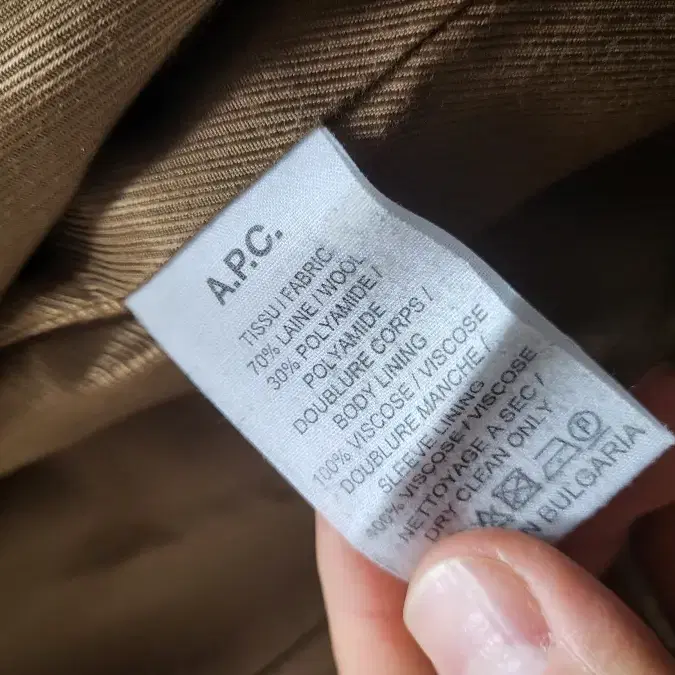 A.P.C.
TISSU / FABRIC
70% LAINE / WOOL
30% POLYAMIDE /
POLYAMIDE
DOUBLURE CORPS /
BODY LINING
100% VISCOSE / VISCOSE
DOUBLURE MANCHE /
SLEEVE LINING
100% VISCOSE / VISCOSE
NETTOYAGE A SEC /
DRY CLEAN ONLY
P
BULGARIA